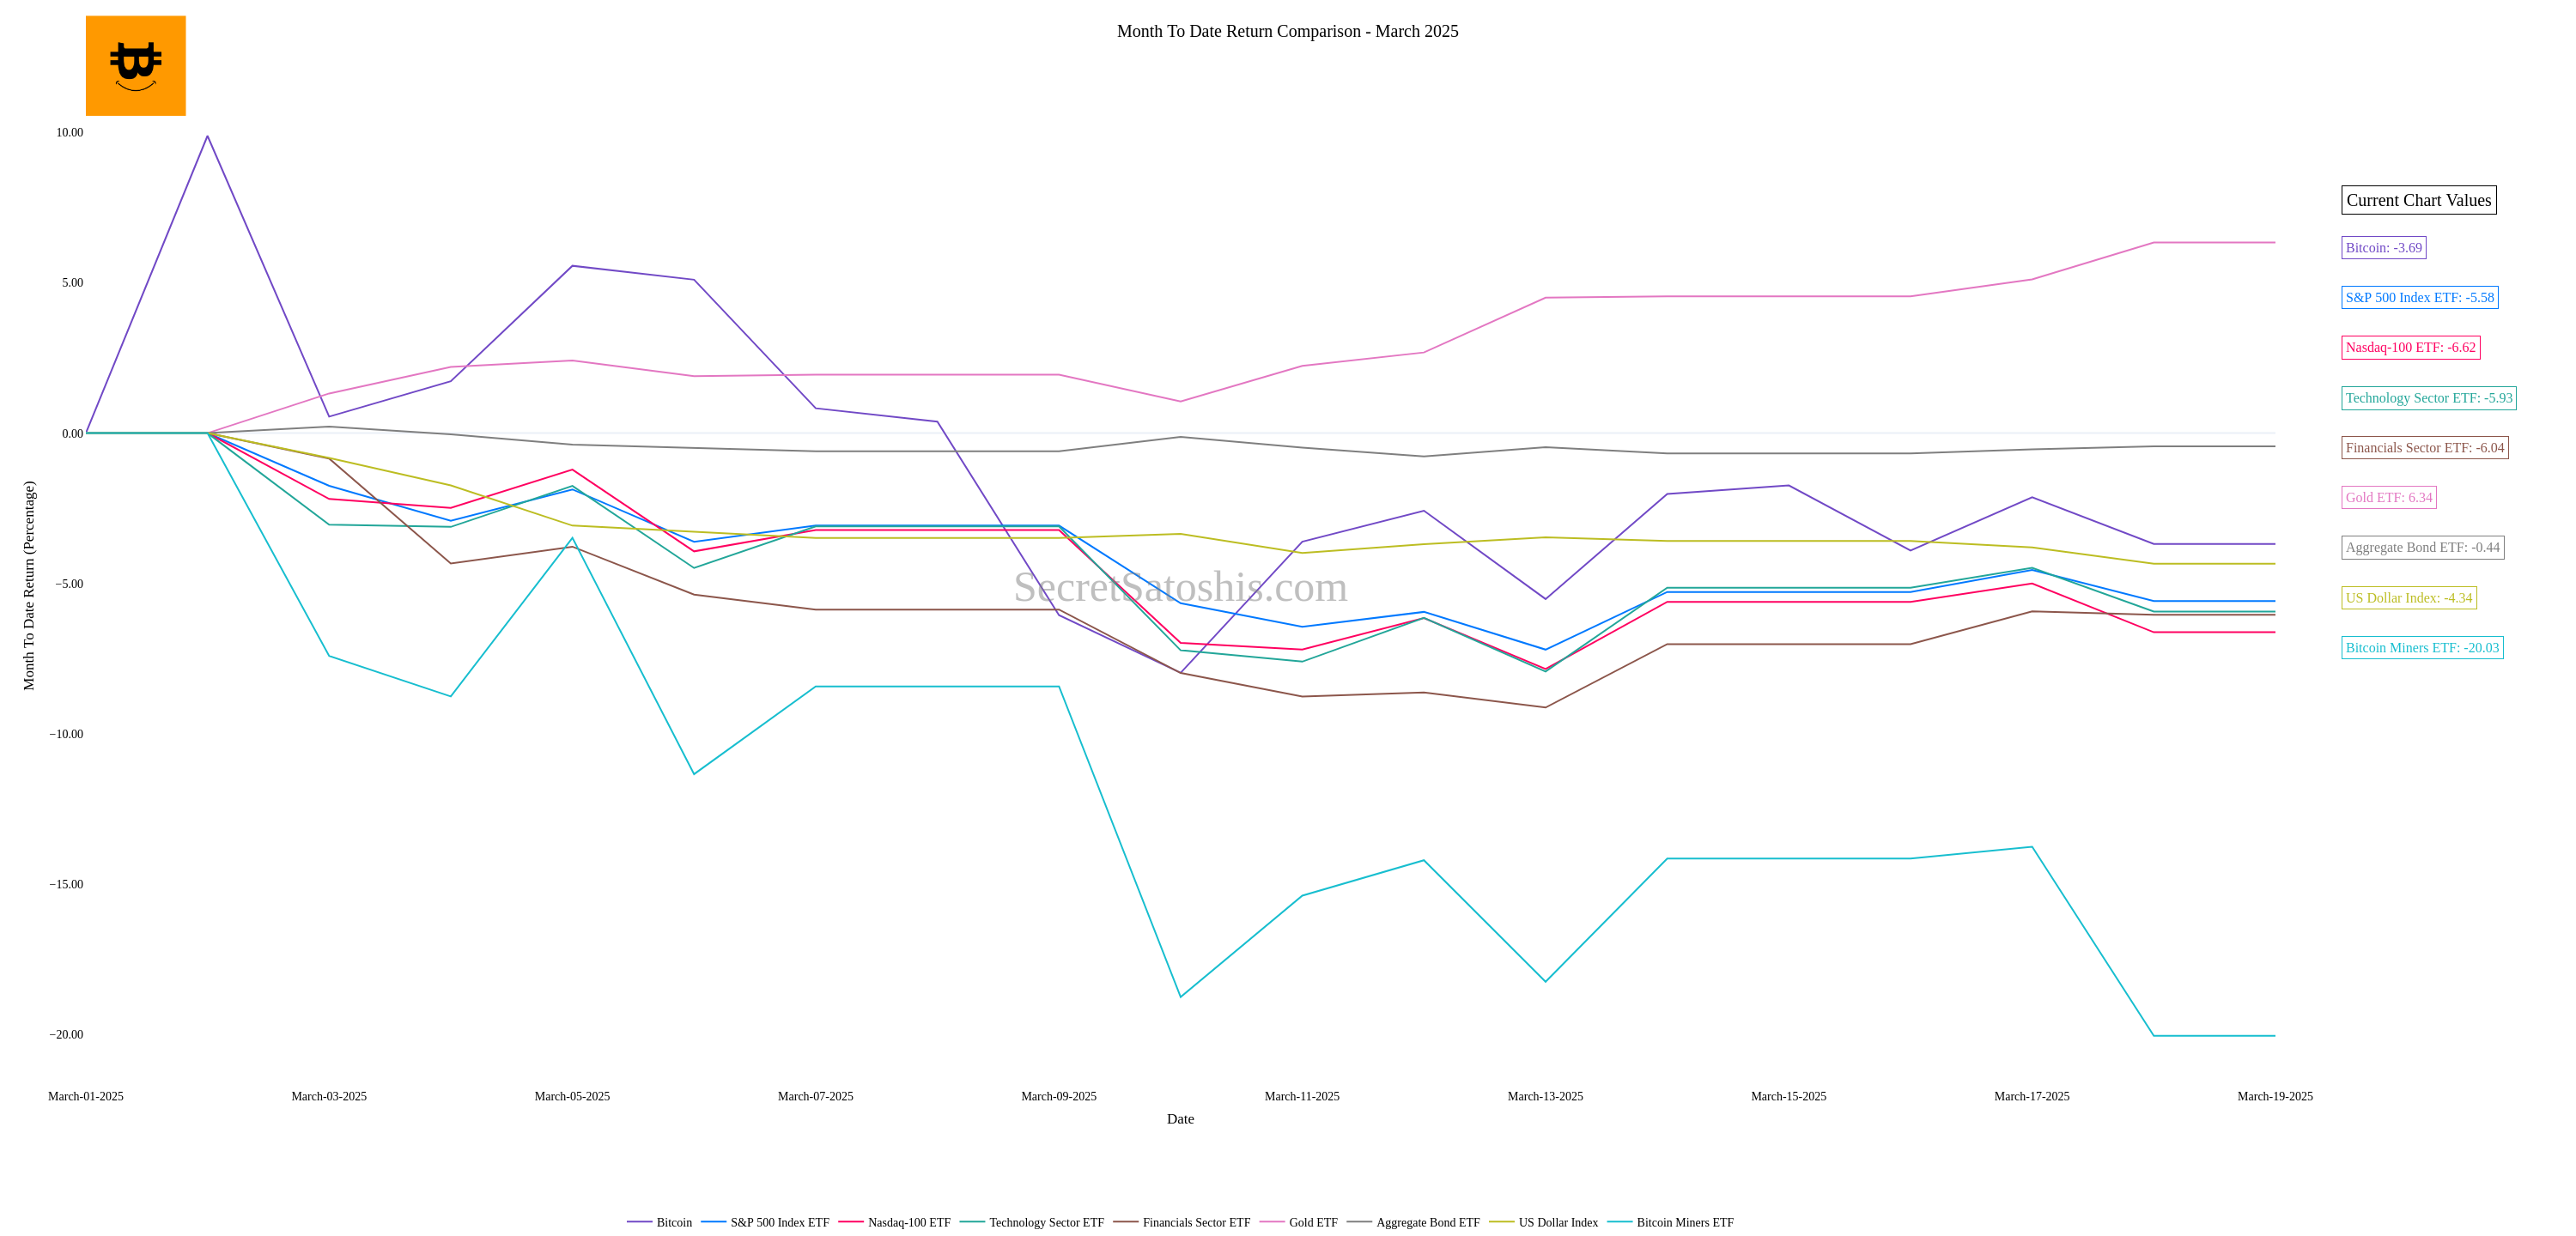 Month To Date Return Comparison - March 2025
10.00
5.00
0.00
−5.00
−10.00
−15.00
−20.00
Month To Date Return (Percentage)
SecretSatoshis.com
Current Chart Values
Bitcoin: -3.69
S&P 500 Index ETF: -5.58
Nasdaq-100 ETF: -6.62
Technology Sector ETF: -5.93
Financials Sector ETF: -6.04
Gold ETF: 6.34
Aggregate Bond ETF: -0.44
US Dollar Index: -4.34
Bitcoin Miners ETF: -20.03
March-01-2025 March-03-2025 March-05-2025 March-07-2025 March-09-2025 March-11-2025 March-13-2025 March-15-2025 March-17-2025 March-19-2025
Date
Bitcoin S&P 500 Index ETF Nasdaq-100 ETF Technology Sector ETF Financials Sector ETF Gold ETF Aggregate Bond ETF US Dollar Index Bitcoin Miners ETF